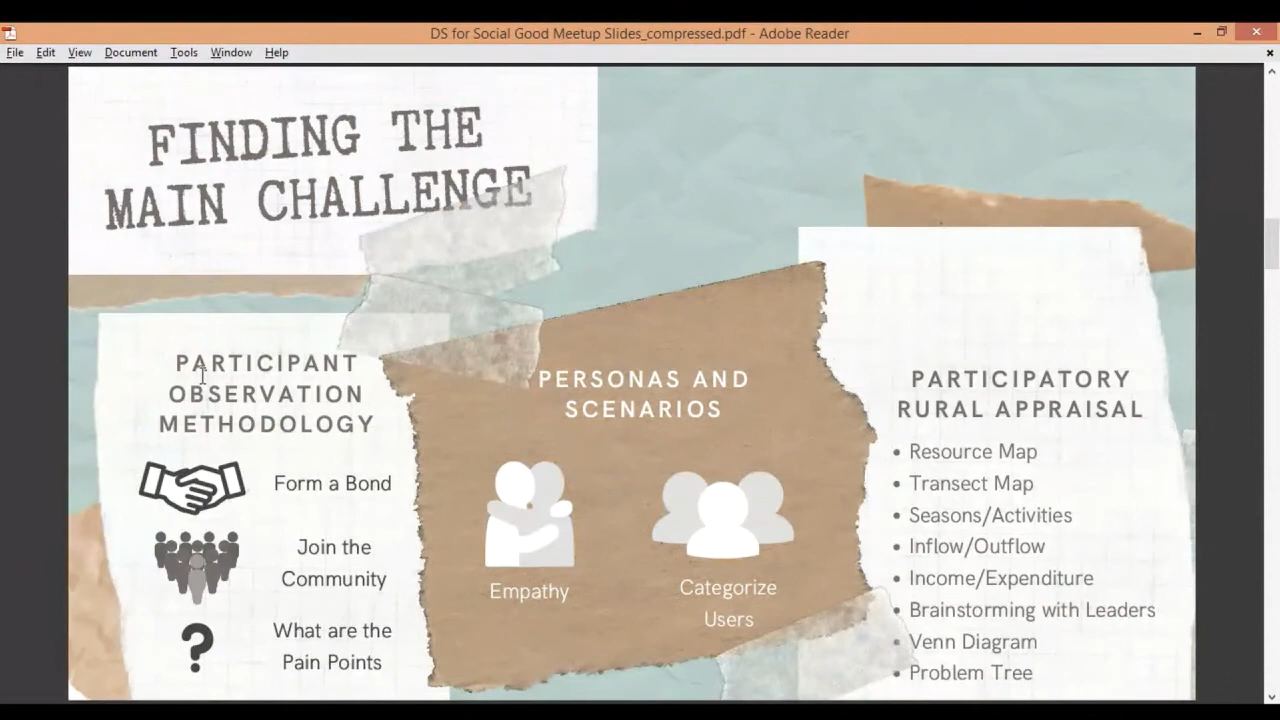 DS for Social Good Meetup Slides_compressed.pdf - Adobe Reader
File Edit View Document Tools Window Help
FINDING THE
MAIN CHALLENGE
PARTICIPANT
OBSERVATION
METHODOLOGY
Form a Bond
Join the
Community
?
What are the
Pain Points
PERSONAS AND
SCENARIOS
Empathy
Categorize
Users
PARTICIPATORY
RURAL APPRAISAL
• Resource Map
• Transect Map
• Seasons/Activities
• Inflow/Outflow
• Income/Expenditure
• Brainstorming with Leaders
• Venn Diagram
• Problem Tree